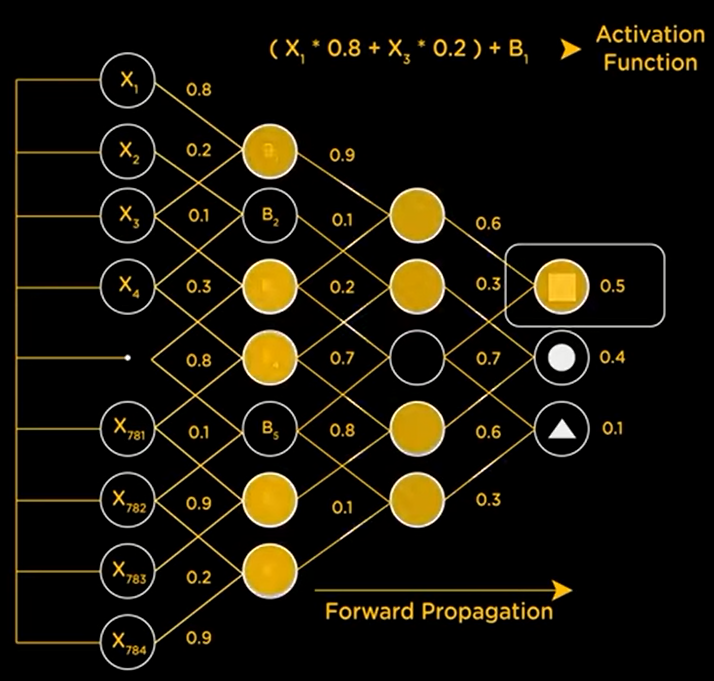 ( X₁ * 0.8 + X₃ * 0.2 ) + B₁
Activation
Function
X₁
0.8
X₂
0.2
0.9
X₃
0.1
B₂
0.1
0.6
X₄
0.3
0.2
0.3
0.5
0.8
0.7
0.7
0.4
X₇₈₁
0.1
B₅
0.8
0.6
0.1
X₇₈₂
0.9
0.1
0.3
X₇₈₃
0.2
Forward Propagation
X₇₈₄
0.9